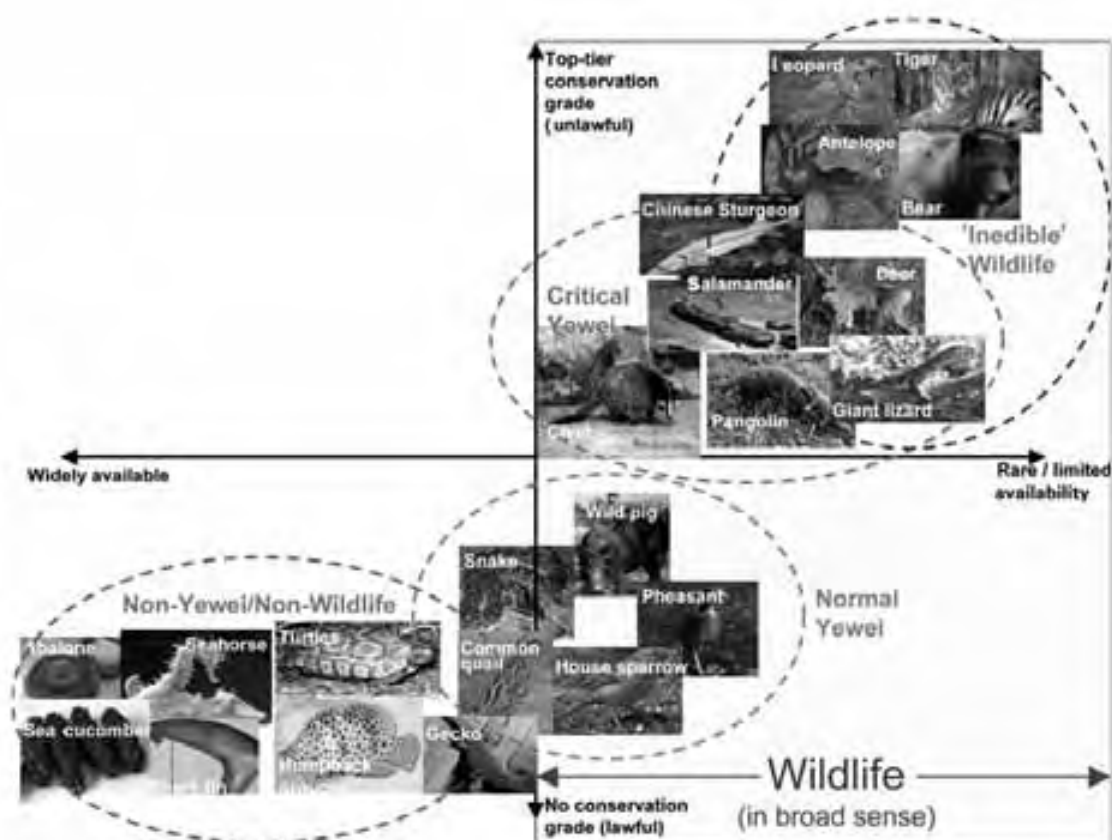 Top-tier
conservation
grade
(unlawful)
Leopard
Tiger
Antelope
Bear
Chinese Sturgeon
'Inedible'
Wildlife
Deer
Salamander
Critical
Yewei
Civet
Pangolin
Giant lizard
Widely available
Rare / limited
availability
Wild pig
Snake
Pheasant
Normal
Yewei
Non-Yewei/Non-Wildlife
Abalone
Seahorse
Turtles
Common
quail
House sparrow
Sea cucumber
Humpback
Gecko
Wildlife
(in broad sense)
No conservation
grade (lawful)